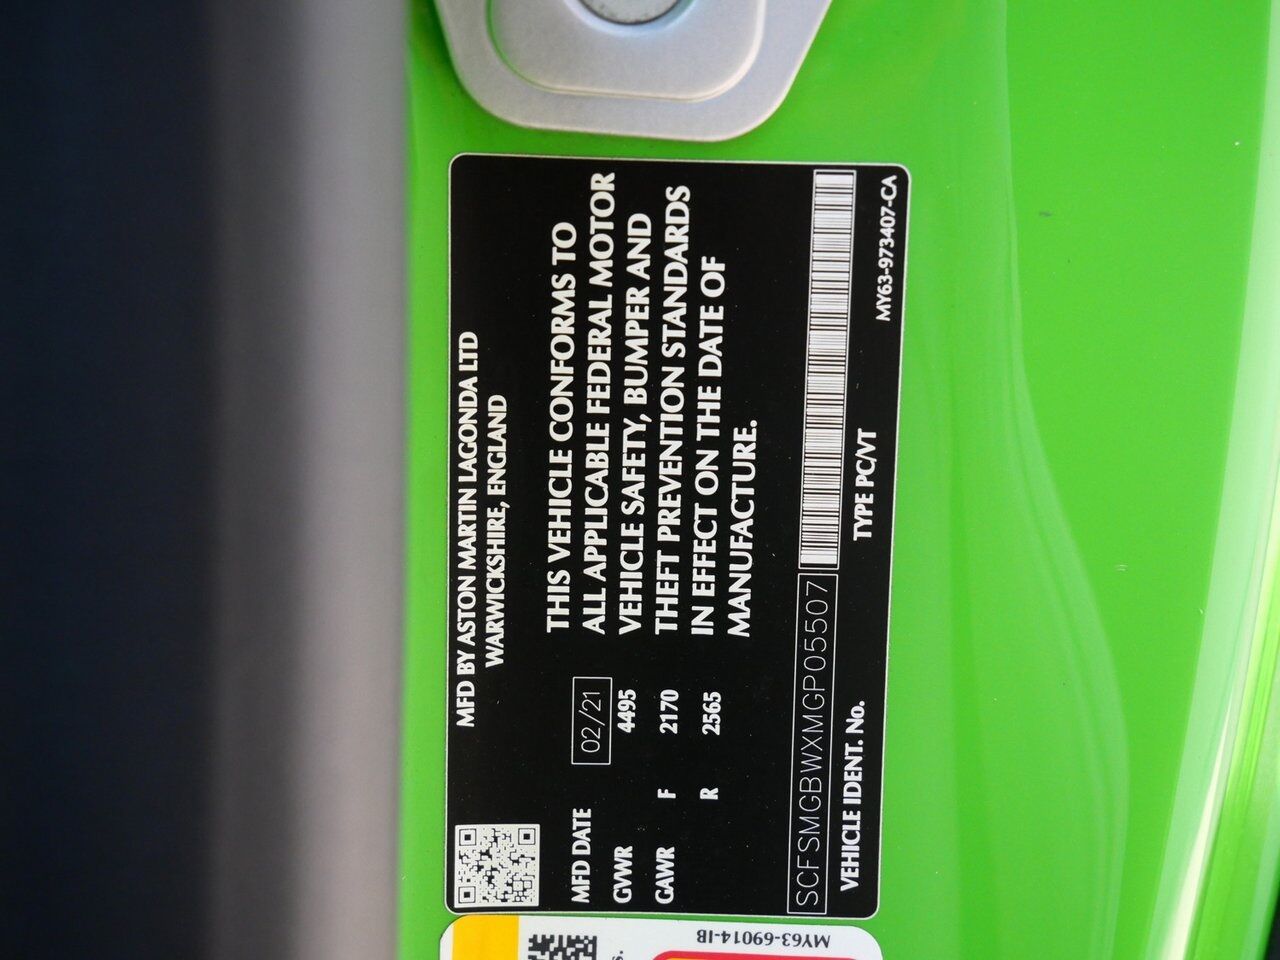 MFD BY ASTON MARTIN LAGONDA LTD
WARWICKSHIRE, ENGLAND
MFD DATE 02/21
GVWR 4495
GAWR F 2170
R 2565
THIS VEHICLE CONFORMS TO
ALL APPLICABLE FEDERAL MOTOR
VEHICLE SAFETY, BUMPER AND
THEFT PREVENTION STANDARDS
IN EFFECT ON THE DATE OF
MANUFACTURE.
SCFSMGBWXMGP05507
VEHICLE IDENT. No. TYPE PC/VT
MY63-973407-CA
MY63-69014-IB